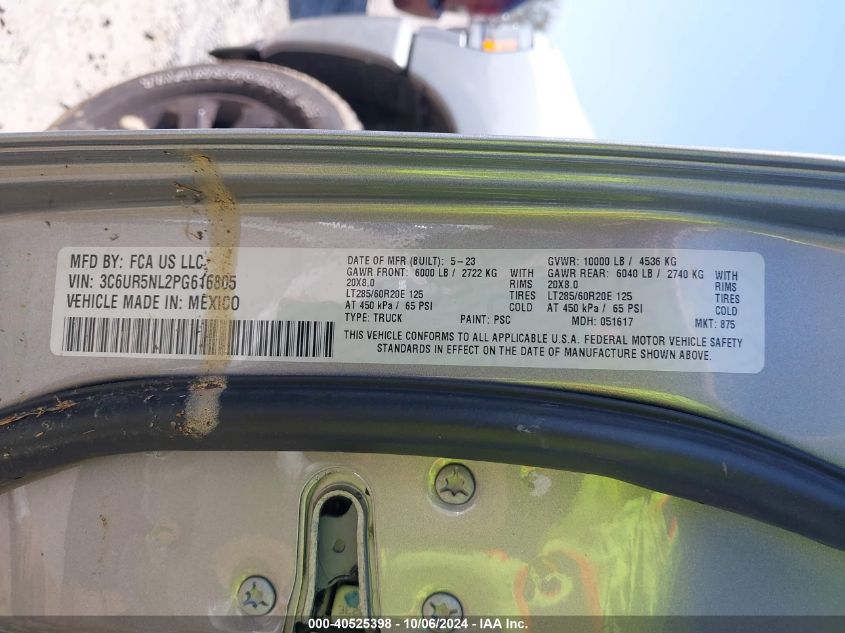 MFD BY: FCA US LLC.
VIN: 3C6UR5NL2PG616805
VEHICLE MADE IN: MEXICO
DATE OF MFR (BUILT): 5-23
GAWR FRONT: 6000 LB / 2722 KG WITH
20X8.0 RIMS
LT285/60R20E 125 TIRES
AT 450 kPa / 65 PSI COLD
TYPE: TRUCK PAINT: PSC
GVWR: 10000 LB / 4536 KG
GAWR REAR: 6040 LB / 2740 KG WITH
20X8.0 RIMS
LT285/60R20E 125 TIRES
AT 450 kPa / 65 PSI COLD
MDH: 051617 MKT: 875
THIS VEHICLE CONFORMS TO ALL APPLICABLE U.S.A. FEDERAL MOTOR VEHICLE SAFETY
STANDARDS IN EFFECT ON THE DATE OF MANUFACTURE SHOWN ABOVE.
000-40525398 - 10/06/2024 - IAA Inc.